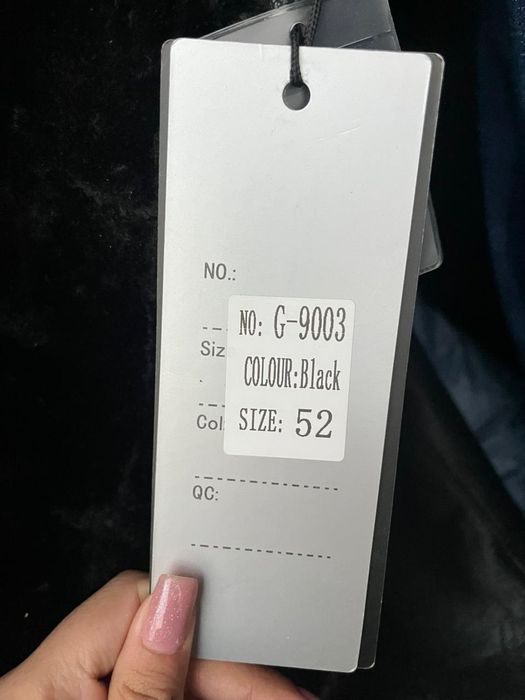 NO.:
NO: G-9003
Siz
COLOUR:Black
Col
SIZE: 52
QC: